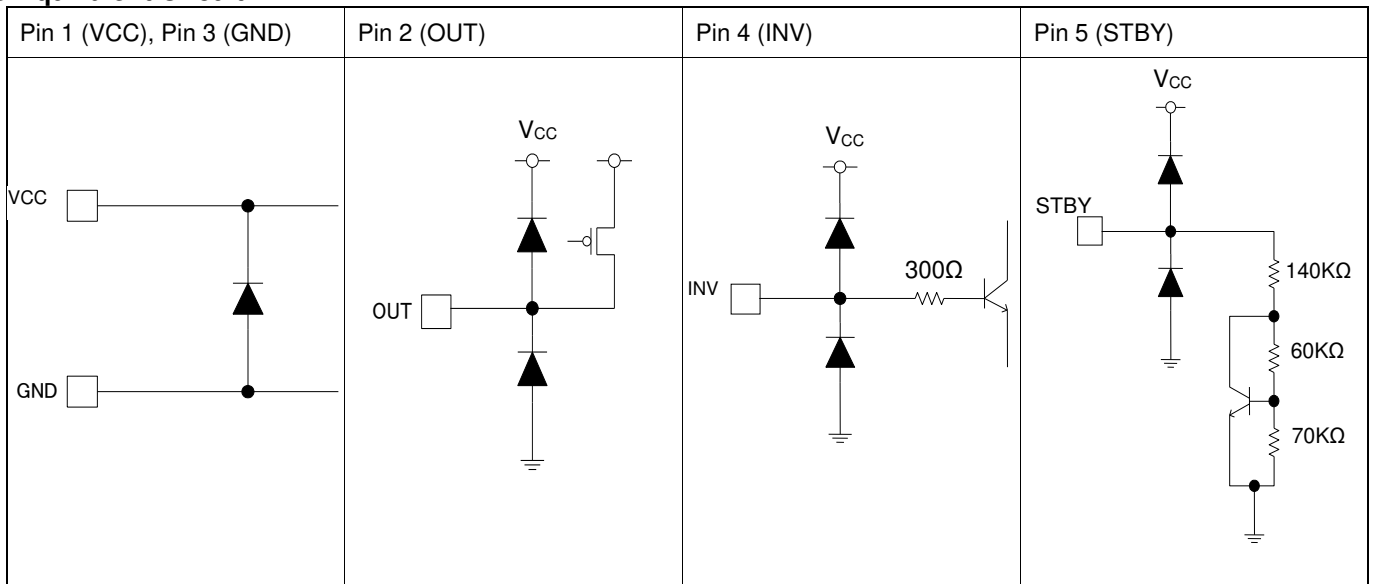 Pin 1 (VCC), Pin 3 (GND)
Pin 2 (OUT)
Pin 4 (INV)
Pin 5 (STBY)
VCC
GND
VCC
OUT
VCC
INV
300Ω
VCC
STBY
140KΩ
60KΩ
70KΩ